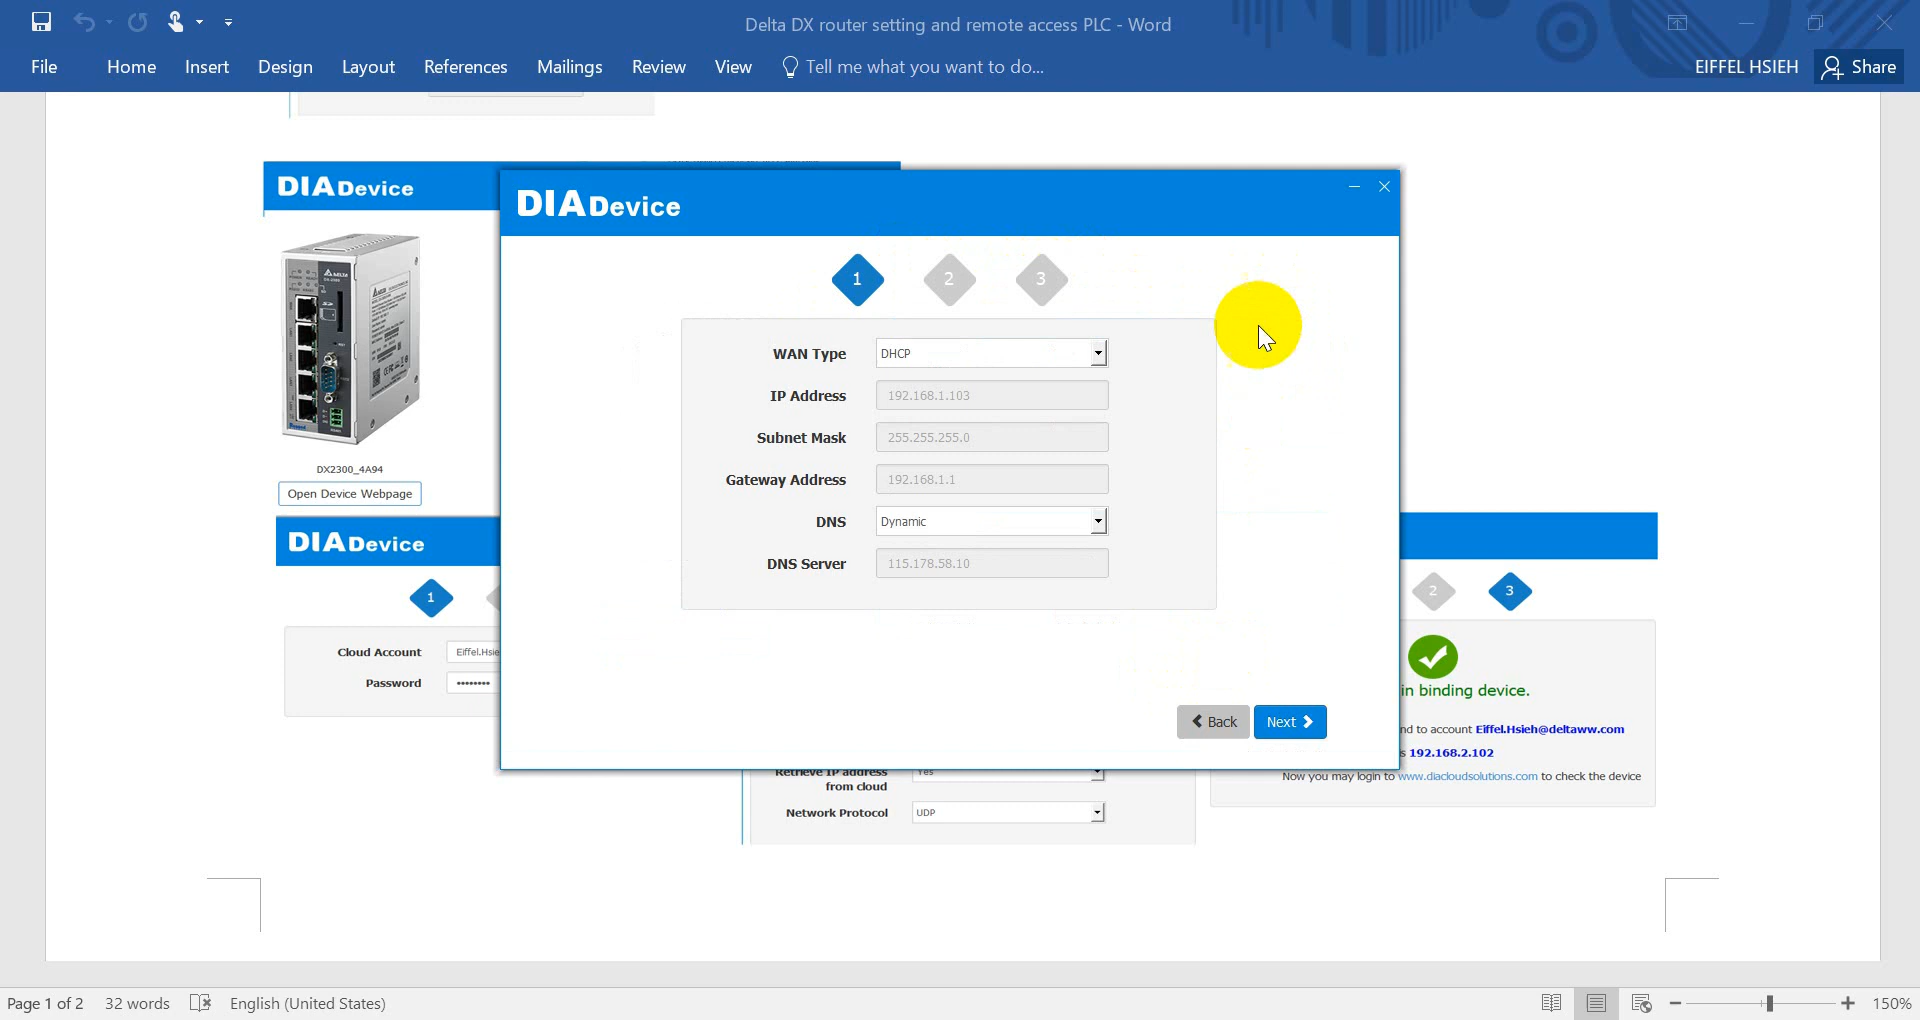 Delta DX router setting and remote access PLC - Word
File Home Insert Design Layout References Mailings Review View Tell me what you want to do... EIFFEL HSIEH Share
DIADevice
DIADevice
1 2 3
WAN Type DHCP
IP Address 192.168.1.103
Subnet Mask 255.255.255.0
Gateway Address 192.168.1.1
DNS Dynamic
DNS Server 115.178.58.10
Back Next
DX2300_4A94
Open Device Webpage
DIADevice
1
Cloud Account Eiffel.Hsie
Password ••••••••
2 3
in binding device.
nd to account Eiffel.Hsieh@deltaww.com
s 192.168.2.102
Now you may login to www.diacloudsolutions.com to check the device
Retrieve IP address Yes
from cloud
Network Protocol UDP
Page 1 of 2 32 words English (United States) 150%